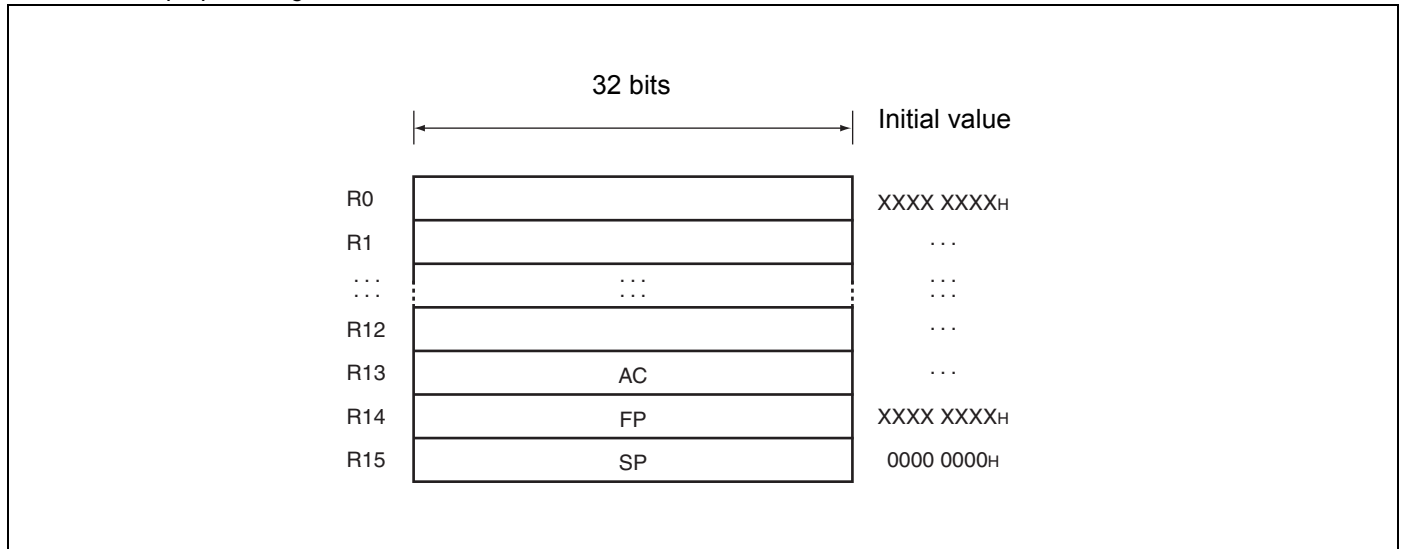 32 bits
Initial value
R0 XXXX XXXXH
R1 . . .
. . . . . . . . .
. . . . . . . . .
R12 . . .
R13 AC . . .
R14 FP XXXX XXXXH
R15 SP 0000 0000H